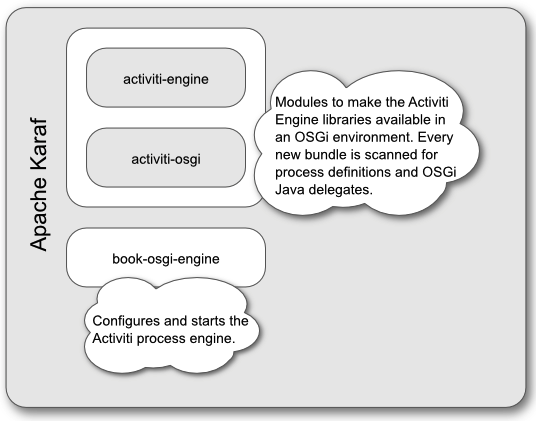 Apache Karaf
activiti-engine
activiti-osgi
Modules to make the Activiti
Engine libraries available in
an OSGi environment. Every
new bundle is scanned for
process definitions and OSGi
Java delegates.
book-osgi-engine
Configures and starts the
Activiti process engine.